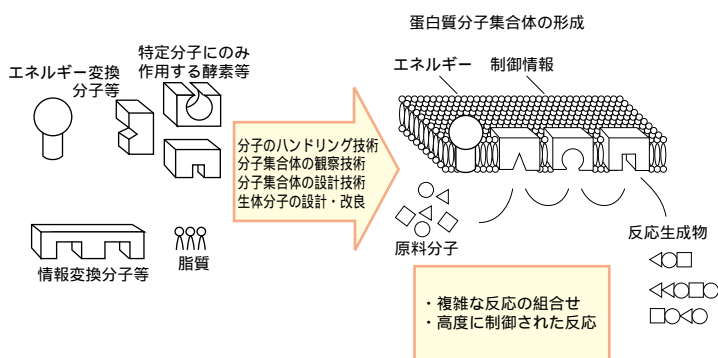 蛋白質分子集合体の形成
特定分子にのみ
作用する酵素等
エネルギー変換
分子等
エネルギー
制御情報
分子のハンドリング技術
分子集合体の観察技術
分子集合体の設計技術
生体分子の設計・改良
原料分子
反応生成物
情報変換分子等
脂質
・複雑な反応の組合せ
・高度に制御された反応